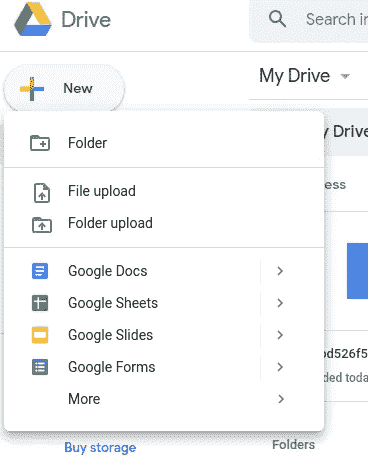 Drive
Search in
New
My Drive
Folder
y Drive
File upload
ess
Folder upload
Google Docs
Google Sheets
Google Slides
Google Forms
bd526f5
ded toda
More
Buy storage
Folders